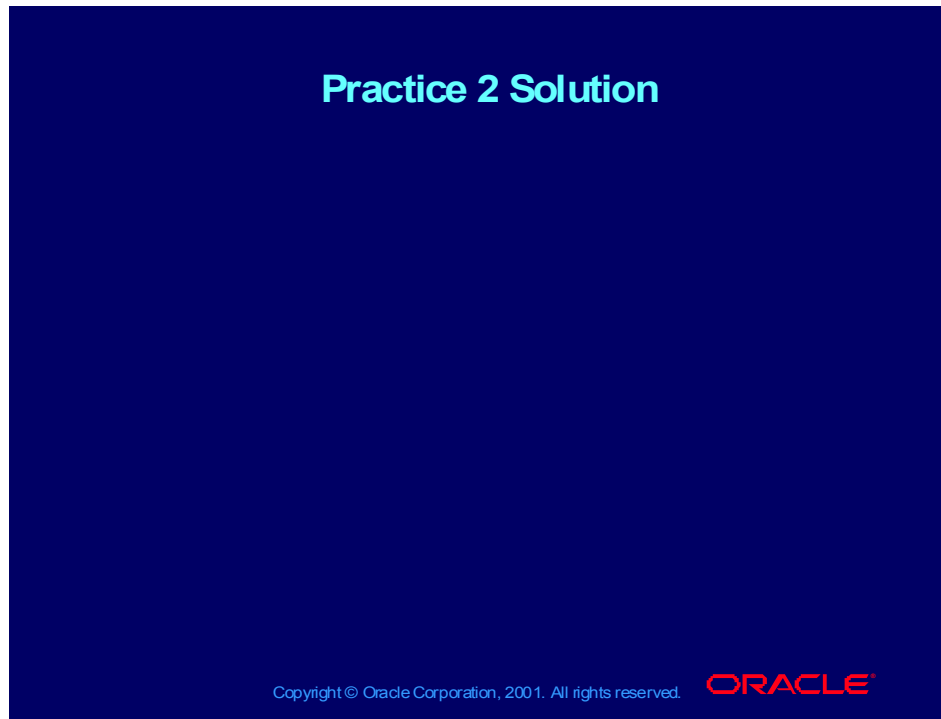 Practice 2 Solution
Copyright © Oracle Corporation, 2001. All rights reserved.
ORACLE®